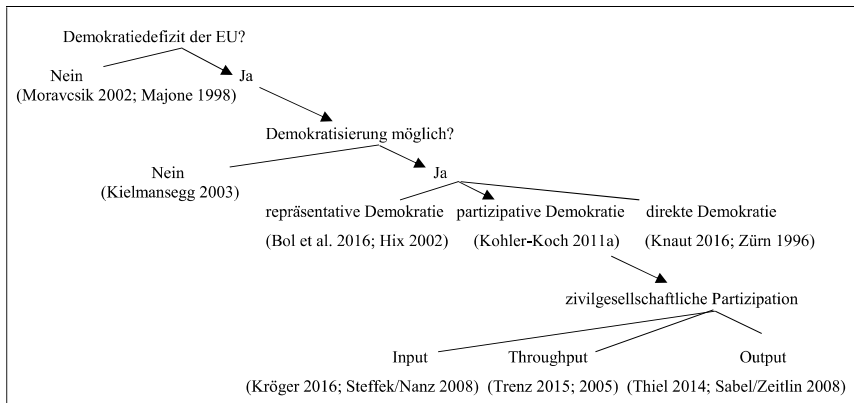 Demokratiedefizit der EU?
Nein Ja
(Moravcsik 2002; Majone 1998)
Demokratisierung möglich?
Nein Ja
(Kielmansegg 2003)
repräsentative Demokratie partizipative Demokratie direkte Demokratie
(Bol et al. 2016; Hix 2002) (Kohler-Koch 2011a) (Knaut 2016; Zürn 1996)
zivilgesellschaftliche Partizipation
Input Throughput Output
(Kröger 2016; Steffek/Nanz 2008) (Trenz 2015; 2005) (Thiel 2014; Sabel/Zeitlin 2008)